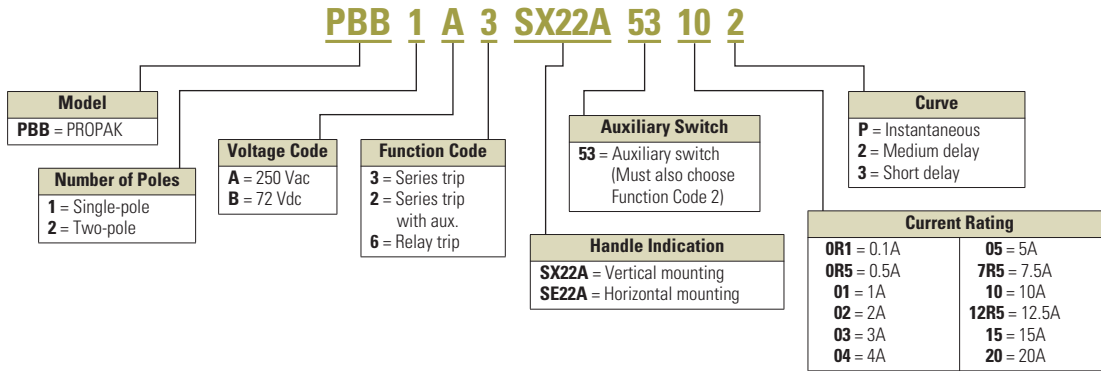 PBB 1 A 3 SX22A 53 10 2
Model
PBB = PROPAK
Number of Poles
1 = Single-pole
2 = Two-pole
Voltage Code
A = 250 Vac
B = 72 Vdc
Function Code
3 = Series trip
2 = Series trip
with aux.
6 = Relay trip
Auxiliary Switch
53 = Auxiliary switch
(Must also choose
Function Code 2)
Handle Indication
SX22A = Vertical mounting
SE22A = Horizontal mounting
Curve
P = Instantaneous
2 = Medium delay
3 = Short delay
Current Rating
0R1 = 0.1A
0R5 = 0.5A
01 = 1A
02 = 2A
03 = 3A
04 = 4A
05 = 5A
7R5 = 7.5A
10 = 10A
12R5 = 12.5A
15 = 15A
20 = 20A